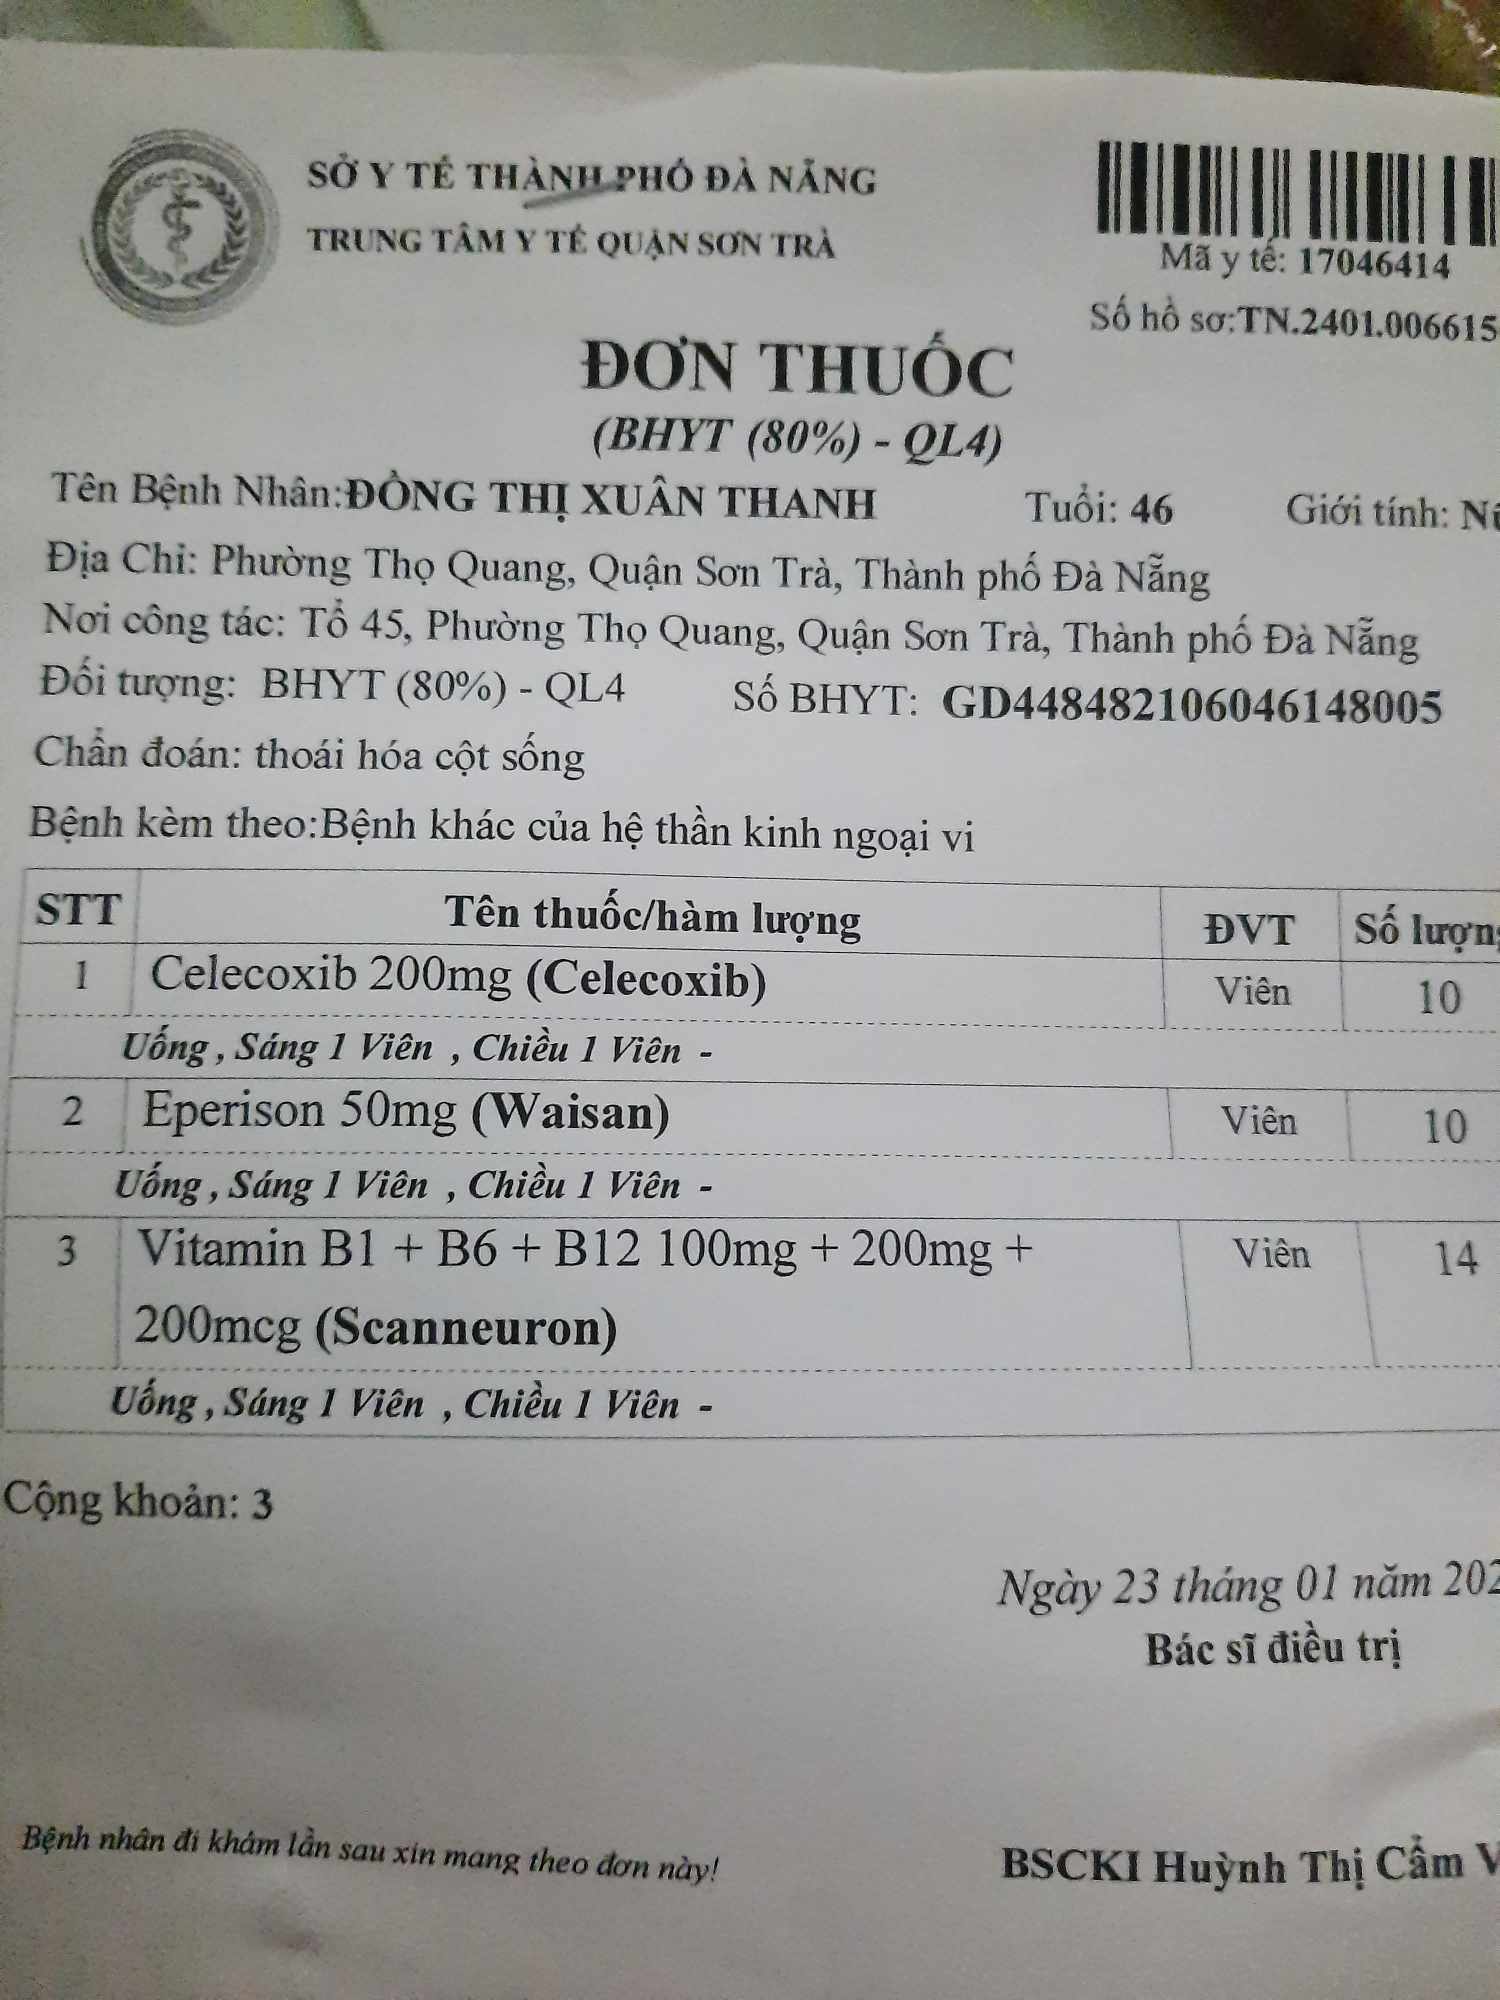 SỞ Y TẾ THÀNH PHỐ ĐÀ NẴNG
TRUNG TÂM Y TẾ QUẬN SƠN TRÀ
Mã y tế: 17046414
Số hồ sơ:TN.2401.006615
ĐƠN THUỐC
(BHYT (80%) - QL4)
Tên Bệnh Nhân:ĐỒNG THỊ XUÂN THANH Tuổi: 46 Giới tính: Nữ
Địa Chỉ: Phường Thọ Quang, Quận Sơn Trà, Thành phố Đà Nẵng
Nơi công tác: Tổ 45, Phường Thọ Quang, Quận Sơn Trà, Thành phố Đà Nẵng
Đối tượng: BHYT (80%) - QL4 Số BHYT: GD4484821060461​48005
Chẩn đoán: thoái hóa cột sống
Bệnh kèm theo:Bệnh khác của hệ thần kinh ngoại vi
STT Tên thuốc/hàm lượng ĐVT Số lượng
1 Celecoxib 200mg (Celecoxib) Viên 10
Uống , Sáng 1 Viên , Chiều 1 Viên -
2 Eperison 50mg (Waisan) Viên 10
Uống , Sáng 1 Viên , Chiều 1 Viên -
3 Vitamin B1 + B6 + B12 100mg + 200mg + Viên 14
200mcg (Scanneuron)
Uống , Sáng 1 Viên , Chiều 1 Viên -
Cộng khoản: 3
Ngày 23 tháng 01 năm 202
Bác sĩ điều trị
Bệnh nhân đi khám lần sau xin mang theo đơn này!
BSCKI Huỳnh Thị Cẩm V